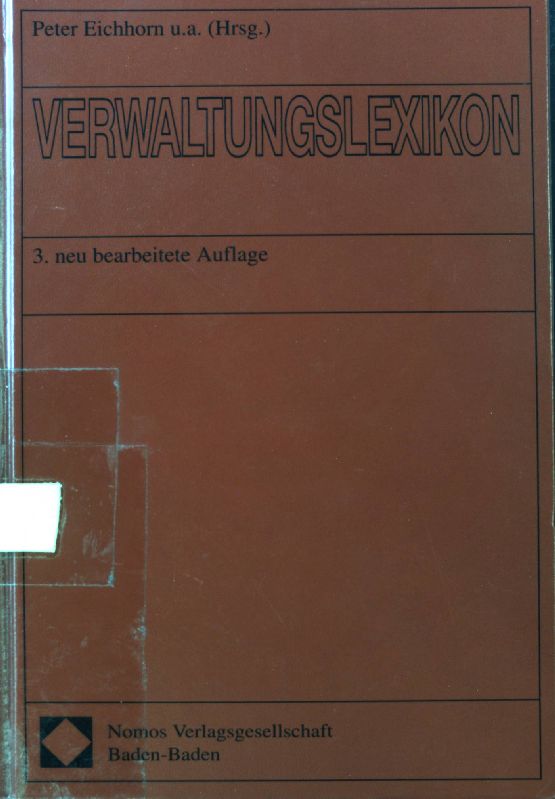 Peter Eichhorn u.a. (Hrsg.)
VERWALTUNGSLEXIKON
3. neu bearbeitete Auflage
Nomos Verlagsgesellschaft
Baden-Baden